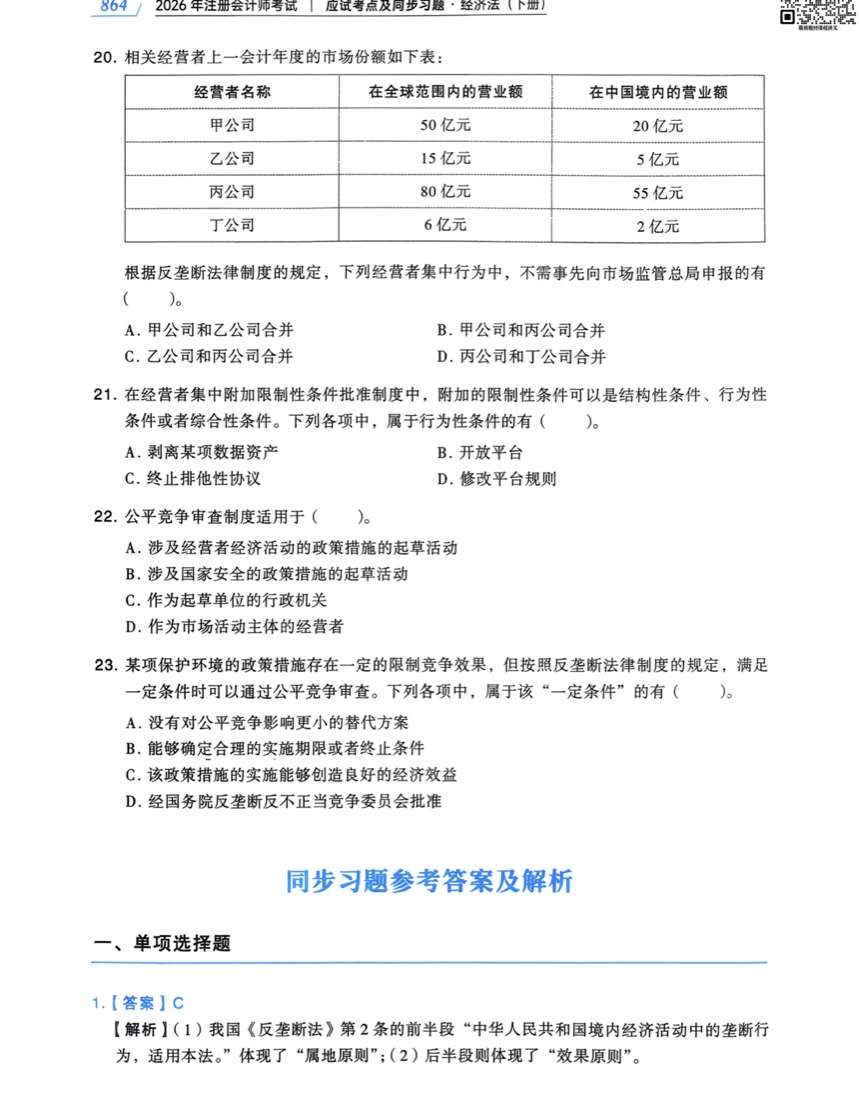 864 2026 年注册会计师考试 | 应试考点及同步习题·经济法(下册)
20. 相关经营者上一会计年度的市场份额如下表:
经营者名称 在全球范围内的营业额 在中国境内的营业额
甲公司 50 亿元 20 亿元
乙公司 15 亿元 5 亿元
丙公司 80 亿元 55 亿元
丁公司 6 亿元 2 亿元
根据反垄断法律制度的规定,下列经营者集中行为中,不需事先向市场监管总局申报的有
( )。
A. 甲公司和乙公司合并 B. 甲公司和丙公司合并
C. 乙公司和丙公司合并 D. 丙公司和丁公司合并
21. 在经营者集中附加限制性条件批准制度中,附加的限制性条件可以是结构性条件、行为性
条件或者综合性条件。下列各项中,属于行为性条件的有( )。
A. 剥离某项数据资产 B. 开放平台
C. 终止排他性协议 D. 修改平台规则
22. 公平竞争审查制度适用于( )。
A. 涉及经营者经济活动的政策措施的起草活动
B. 涉及国家安全的政策措施的起草活动
C. 作为起草单位的行政机关
D. 作为市场活动主体的经营者
23. 某项保护环境的政策措施存在一定的限制竞争效果,但按照反垄断法律制度的规定,满足
一定条件时可以通过公平竞争审查。下列各项中,属于该“一定条件”的有( )。
A. 没有对公平竞争影响更小的替代方案
B. 能够确定合理的实施期限或者终止条件
C. 该政策措施的实施能够创造良好的经济效益
D. 经国务院反垄断反不正当竞争委员会批准
同步习题参考答案及解析
一、单项选择题
1.【答案】C
【解析】(1)我国《反垄断法》第 2 条的前半段“中华人民共和国境内经济活动中的垄断行
为,适用本法。”体现了“属地原则”;(2)后半段则体现了“效果原则”。